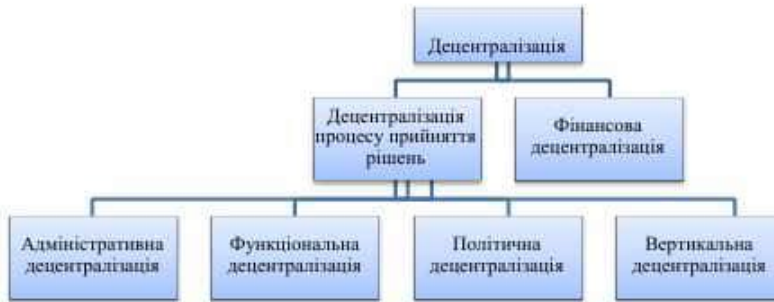 Децентралізація
Децентралізація
процесу прийняття
рішень
Фінансова
децентралізація
Адміністративна
децентралізація
Функціональна
децентралізація
Політична
децентралізація
Вертикальна
децентралізація